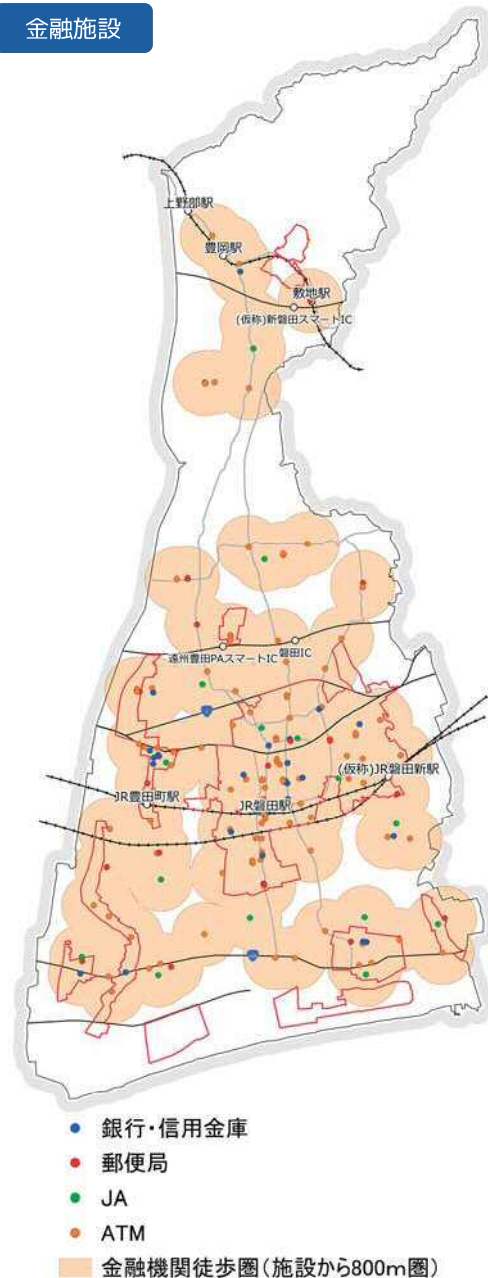 金融施設
上野部駅
豊岡駅
敷地駅
(仮称)新磐田スマートIC
遠州豊田PAスマートIC
磐田IC
(仮称)JR磐田新駅
JR豊田町駅
JR磐田駅
銀行・信用金庫
郵便局
JA
ATM
金融機関徒歩圏(施設から800m圏)